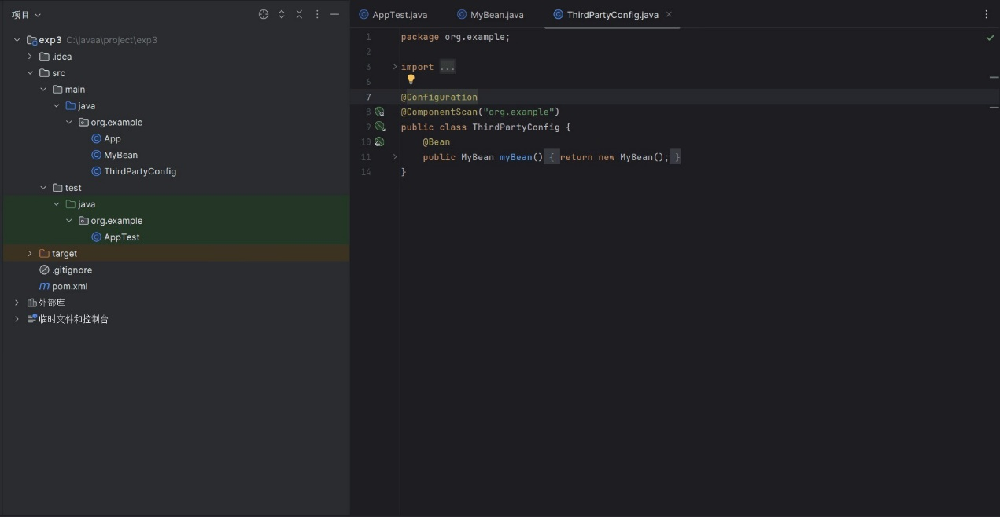 项目
exp3 C:\javaa\project\exp3
.idea
src
main
java
org.example
App
MyBean
ThirdPartyConfig
test
java
org.example
AppTest
target
.gitignore
pom.xml
外部库
临时文件和控制台
AppTest.java MyBean.java ThirdPartyConfig.java
1 package org.example;
2
3 import ...
6
7 @Configuration
8 @ComponentScan("org.example")
9 public class ThirdPartyConfig {
10 @Bean
11 public MyBean myBean() { return new MyBean(); }
14 }